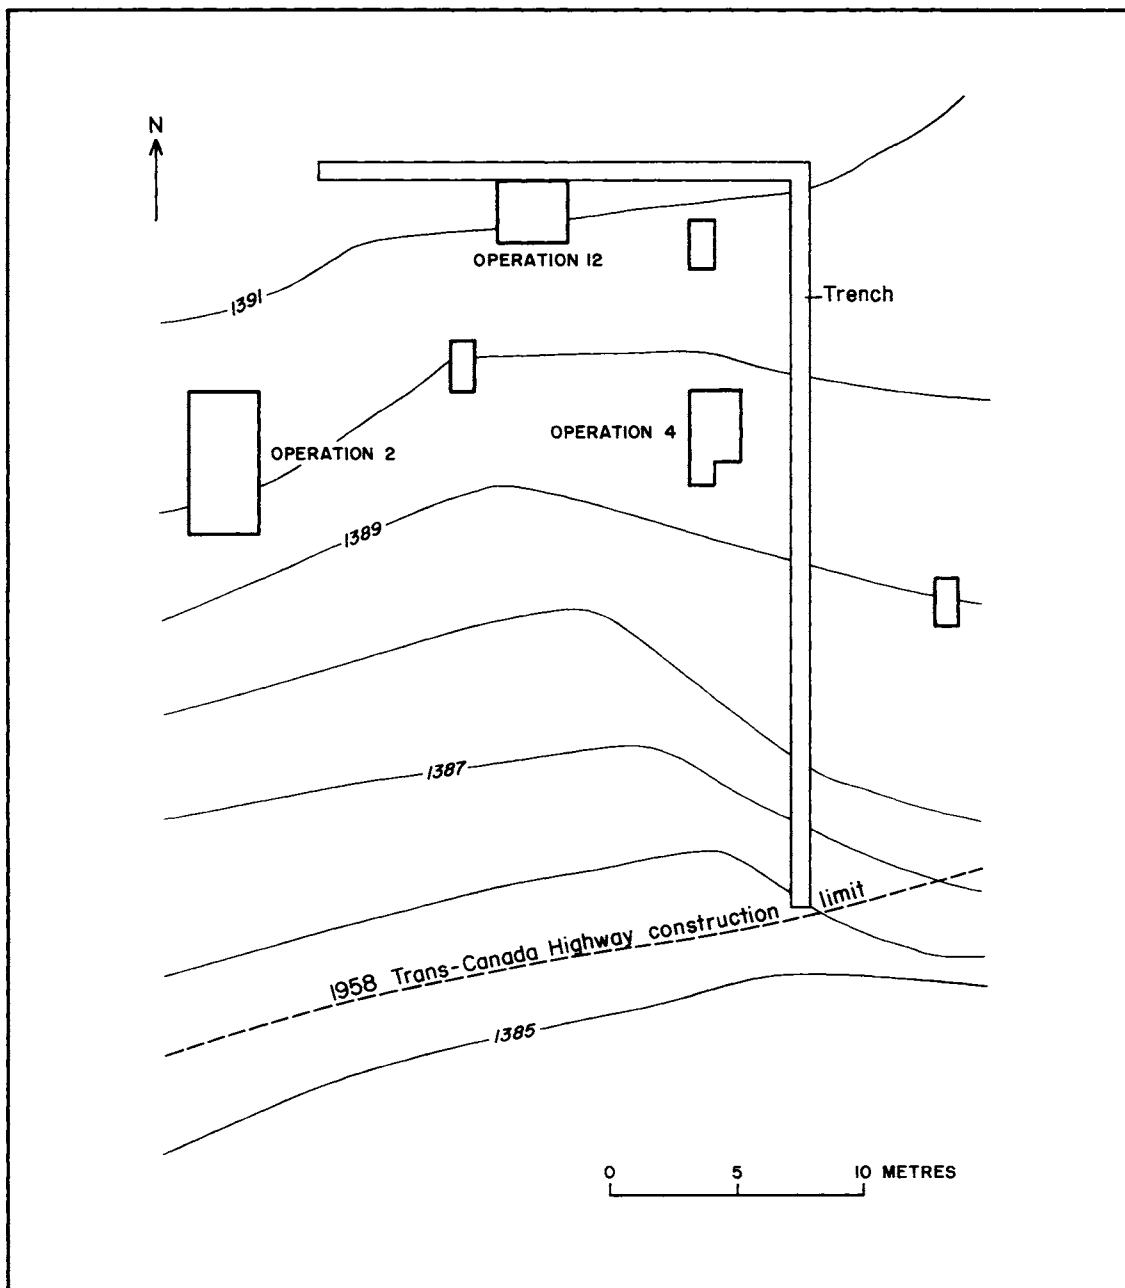 N
OPERATION 12
1391
Trench
OPERATION 4
OPERATION 2
1389
1387
1958 Trans-Canada Highway construction limit
1385
0 5 10 METRES